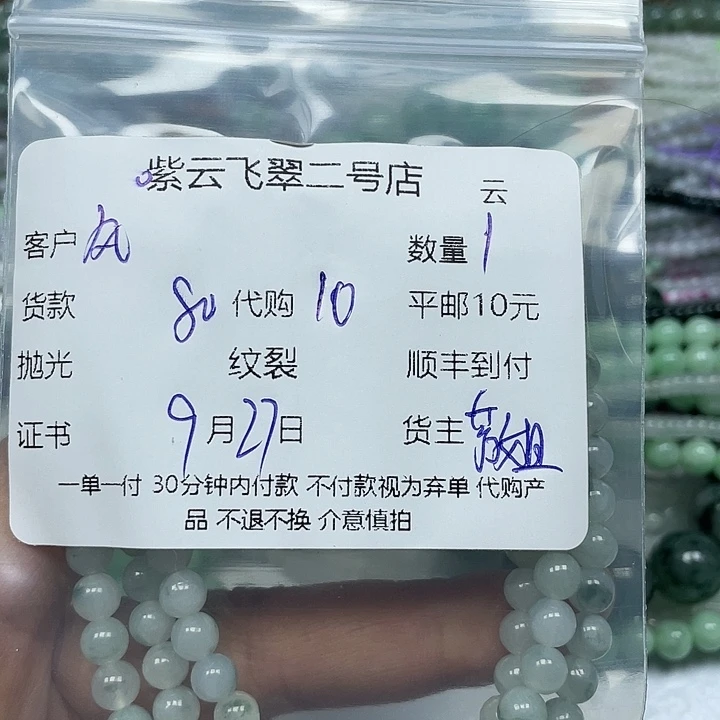 紫云飞翠二号店 云
客户 数量 1
货款 80 代购 10 平邮10元
抛光 纹裂 顺丰到付
证书 9月27日 货主
一单一付 30分钟内付款 不付款视为弃单 代购产
品 不退不换 介意慎拍